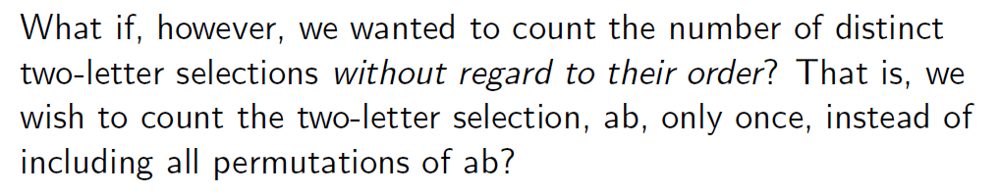 What if, however, we wanted to count the number of distinct
two-letter selections without regard to their order? That is, we
wish to count the two-letter selection, ab, only once, instead of
including all permutations of ab?